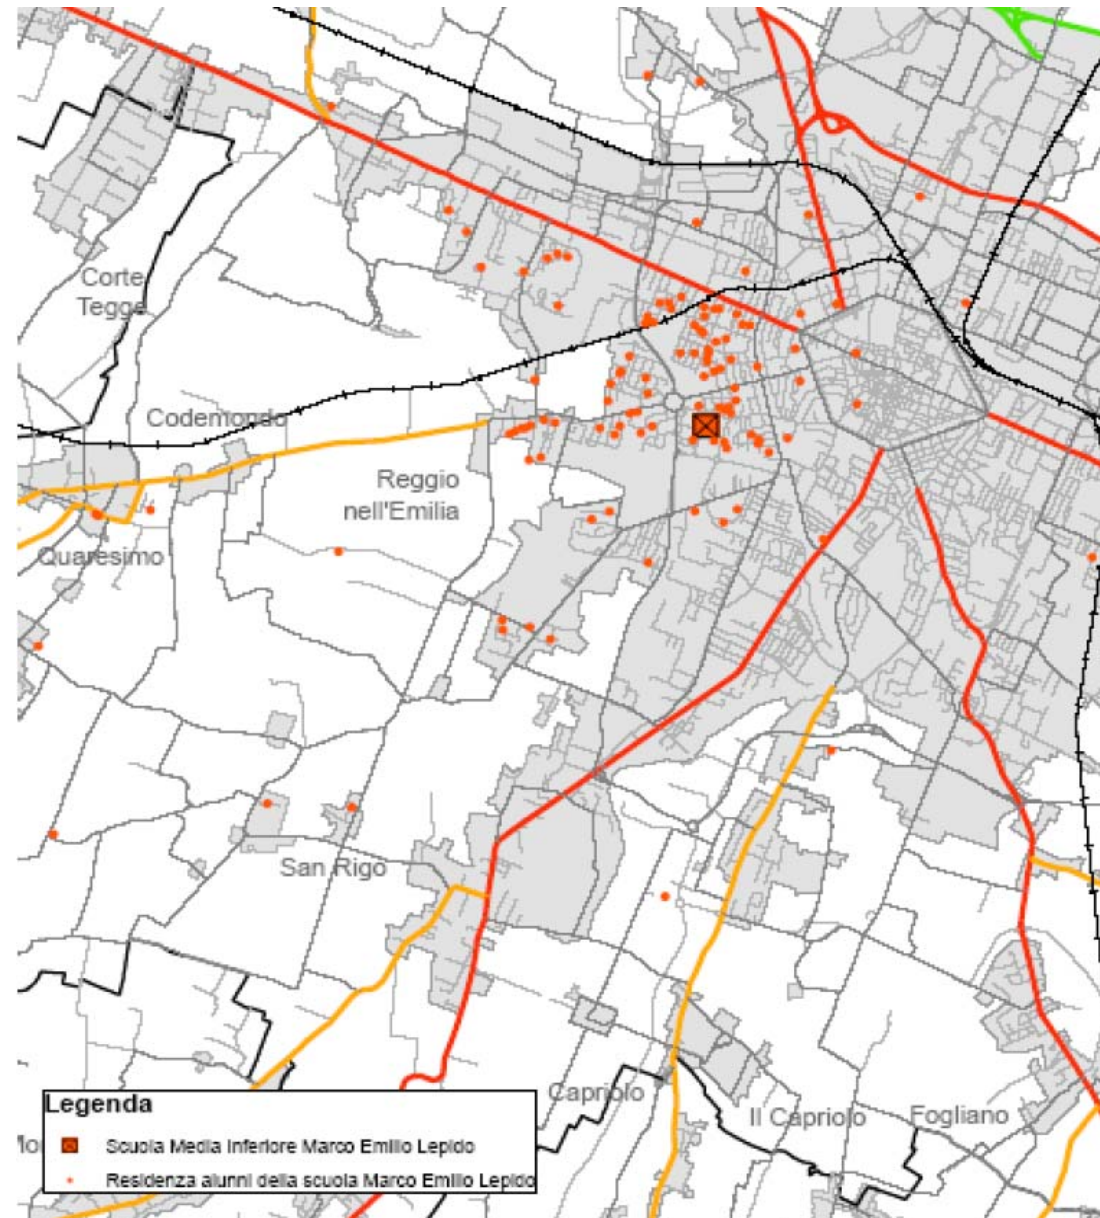 Corte
Tegge
Codemondo
Reggio
nell'Emilia
Quaresimo
San Rigo
Capriolo
Il Capriolo
Fogliano
Legenda
Scuola Media Inferiore Marco Emilio Lepido
Residenza alunni della scuola Marco Emilio Lepido